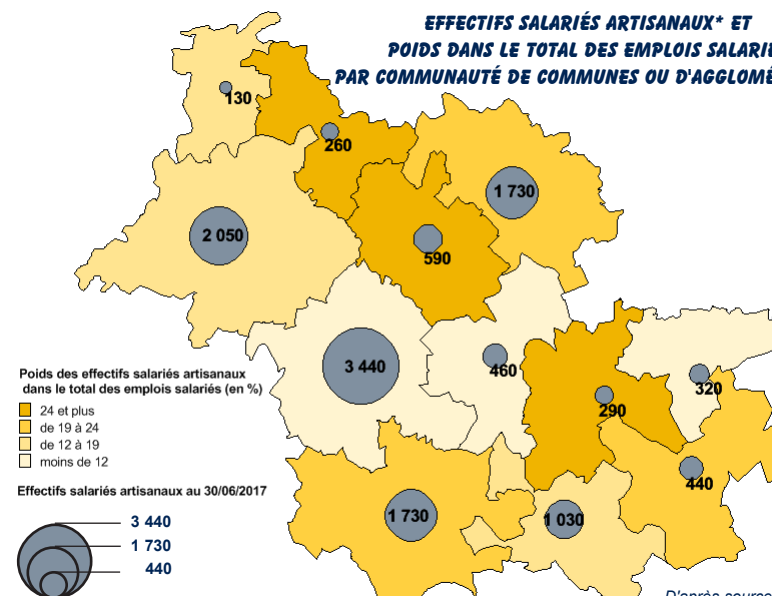 EFFECTIFS SALARIÉS ARTISANAUX* ET
POIDS DANS LE TOTAL DES EMPLOIS
PAR COMMUNAUTÉ DE COMMUNES OU
130
260
1 730
2 050
590
3 440
460
320
290
440
1 730
1 030
Poids des effectifs salariés artisanaux
dans le total des emplois salariés (en %)
24 et plus
de 19 à 24
de 12 à 19
moins de 12
Effectifs salariés artisanaux au 30/06/2017
3 440
1 730
440
D'après source